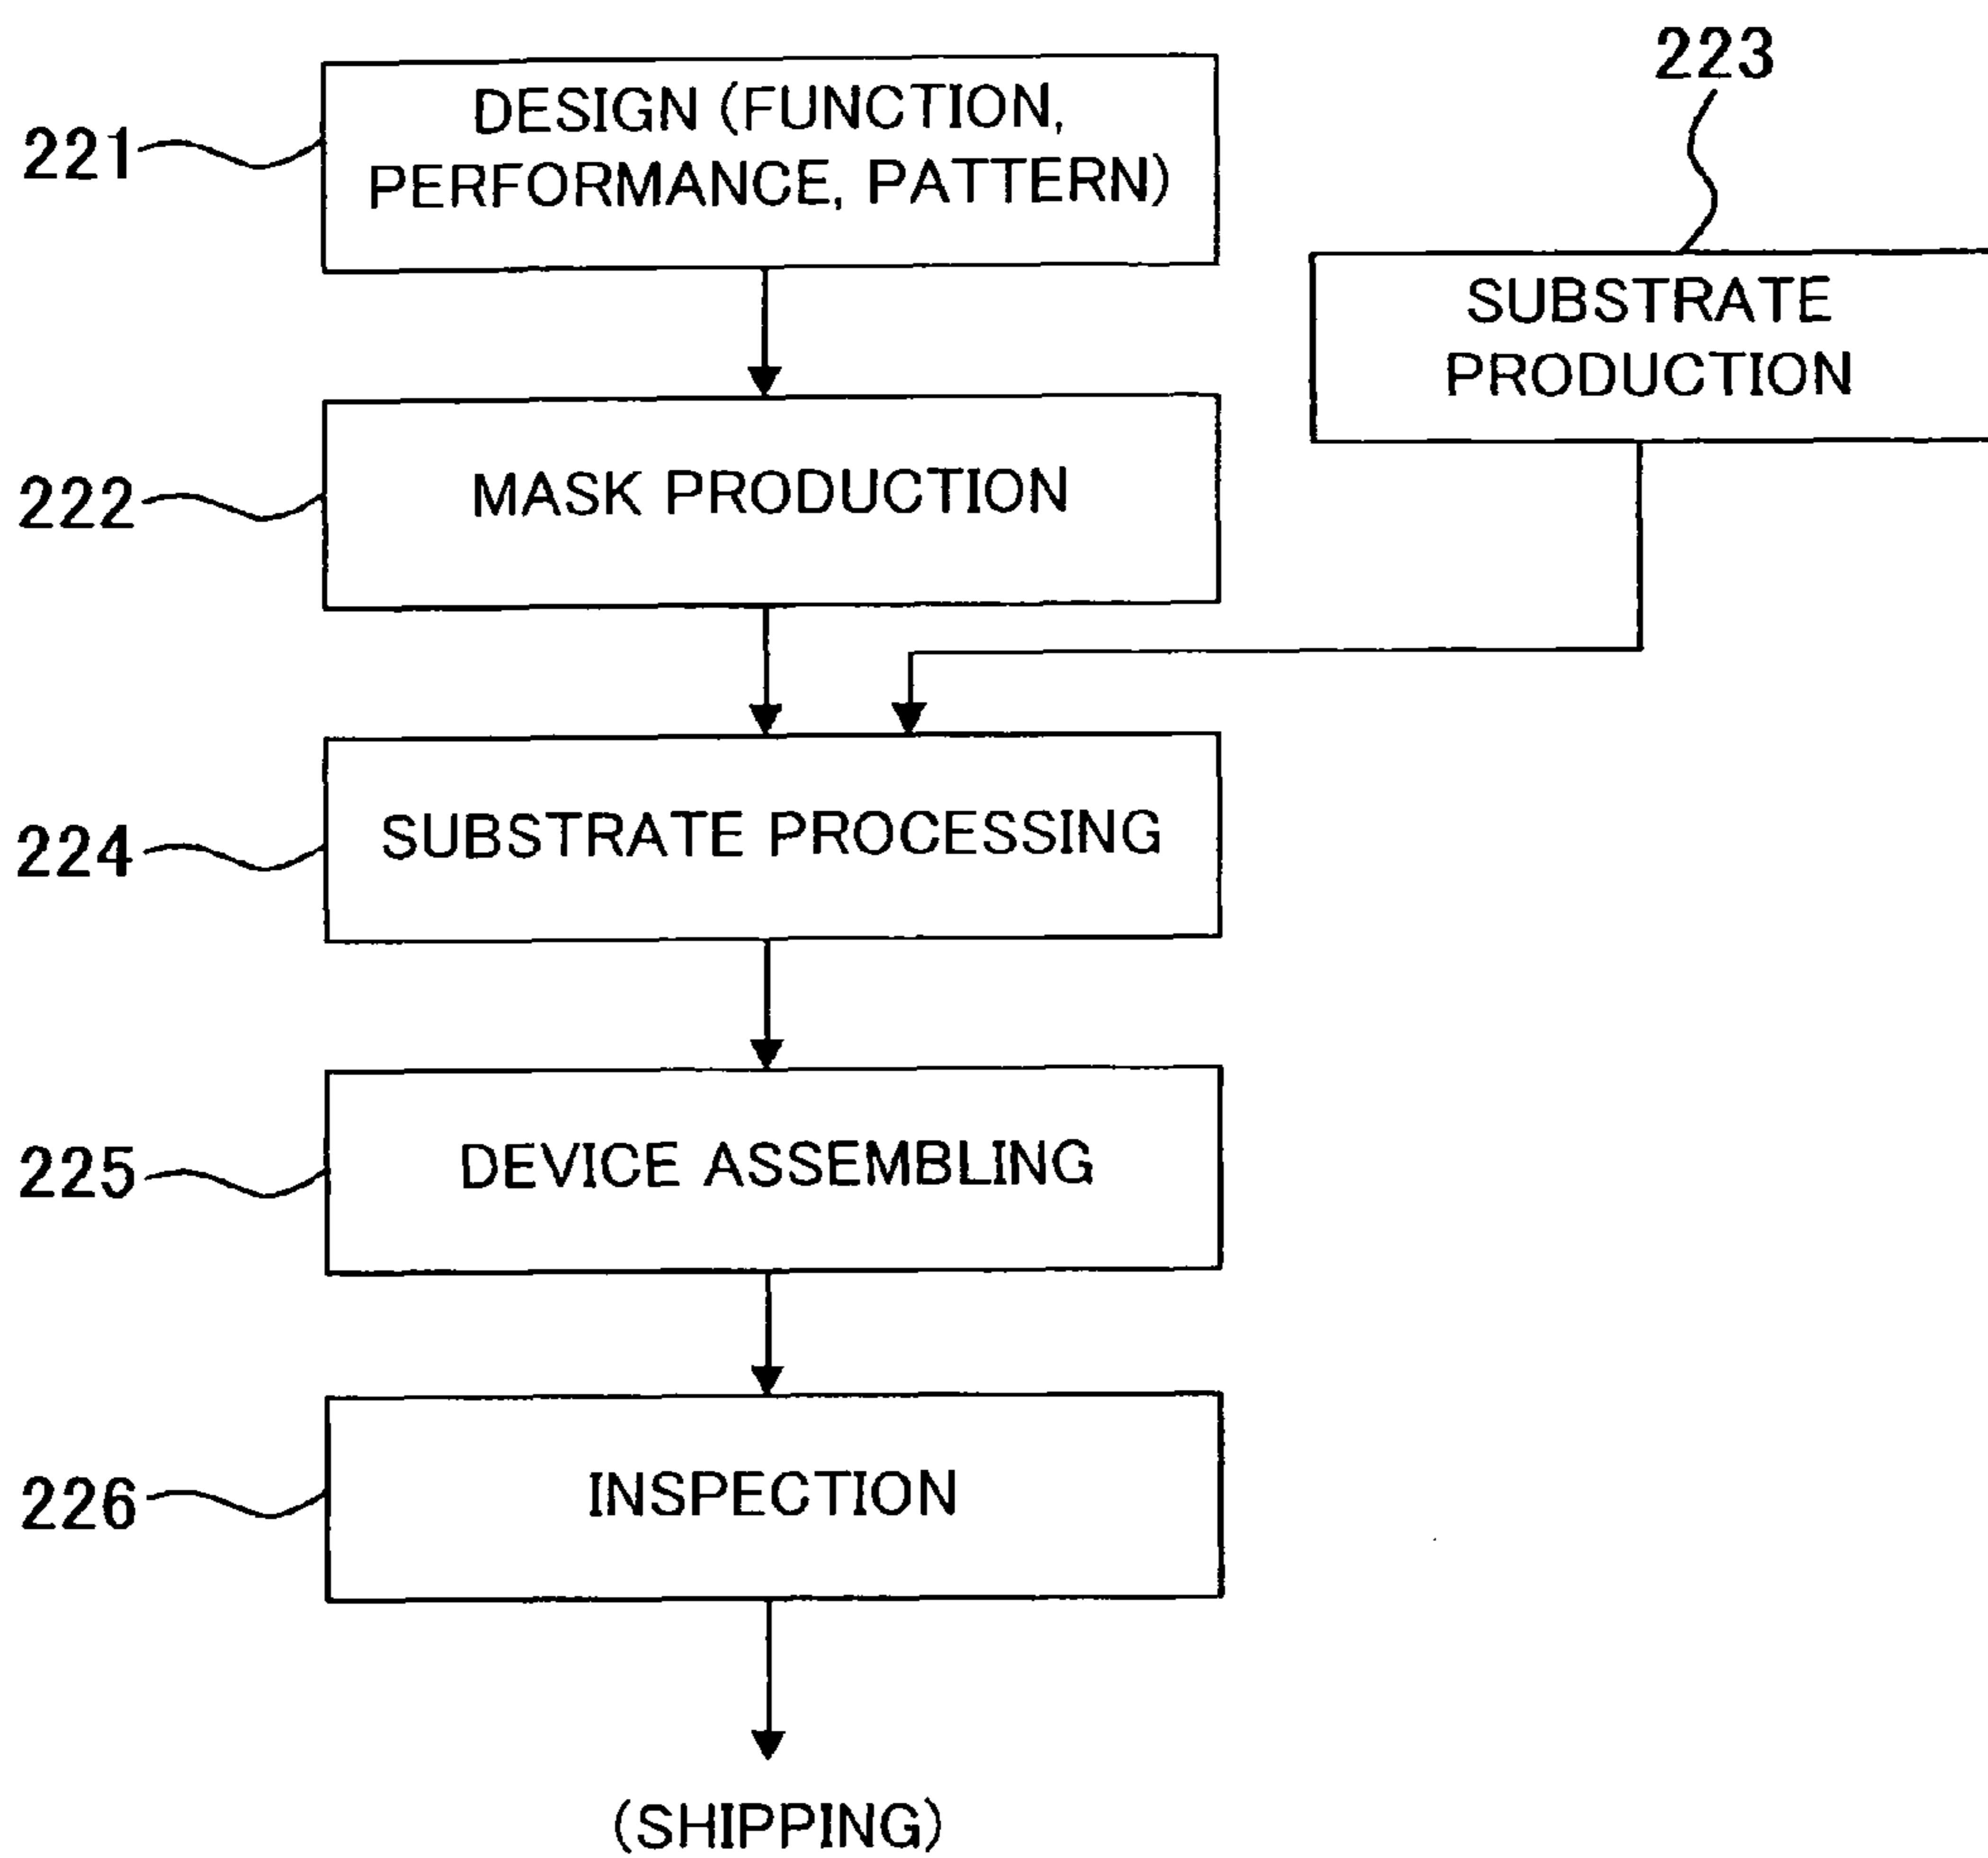 223
221
DESIGN (FUNCTION,
PERFORMANCE, PATTERN)
SUBSTRATE
PRODUCTION
222
MASK PRODUCTION
224
SUBSTRATE PROCESSING
225
DEVICE ASSEMBLING
226
INSPECTION
(SHIPPING)